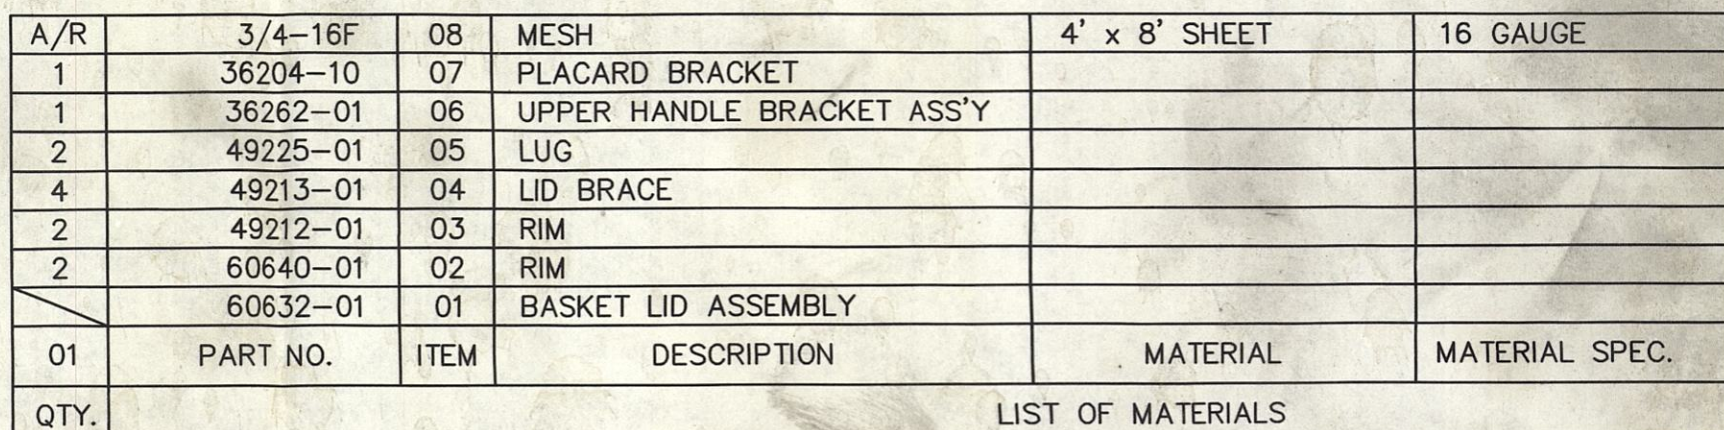 A/R 3/4-16F 08 MESH 4' x 8' SHEET 16 GAUGE
1 36204-10 07 PLACARD BRACKET
1 36262-01 06 UPPER HANDLE BRACKET ASS'Y
2 49225-01 05 LUG
4 49213-01 04 LID BRACE
2 49212-01 03 RIM
2 60640-01 02 RIM
60632-01 01 BASKET LID ASSEMBLY
01 PART NO. ITEM DESCRIPTION MATERIAL MATERIAL SPEC.
QTY. LIST OF MATERIALS